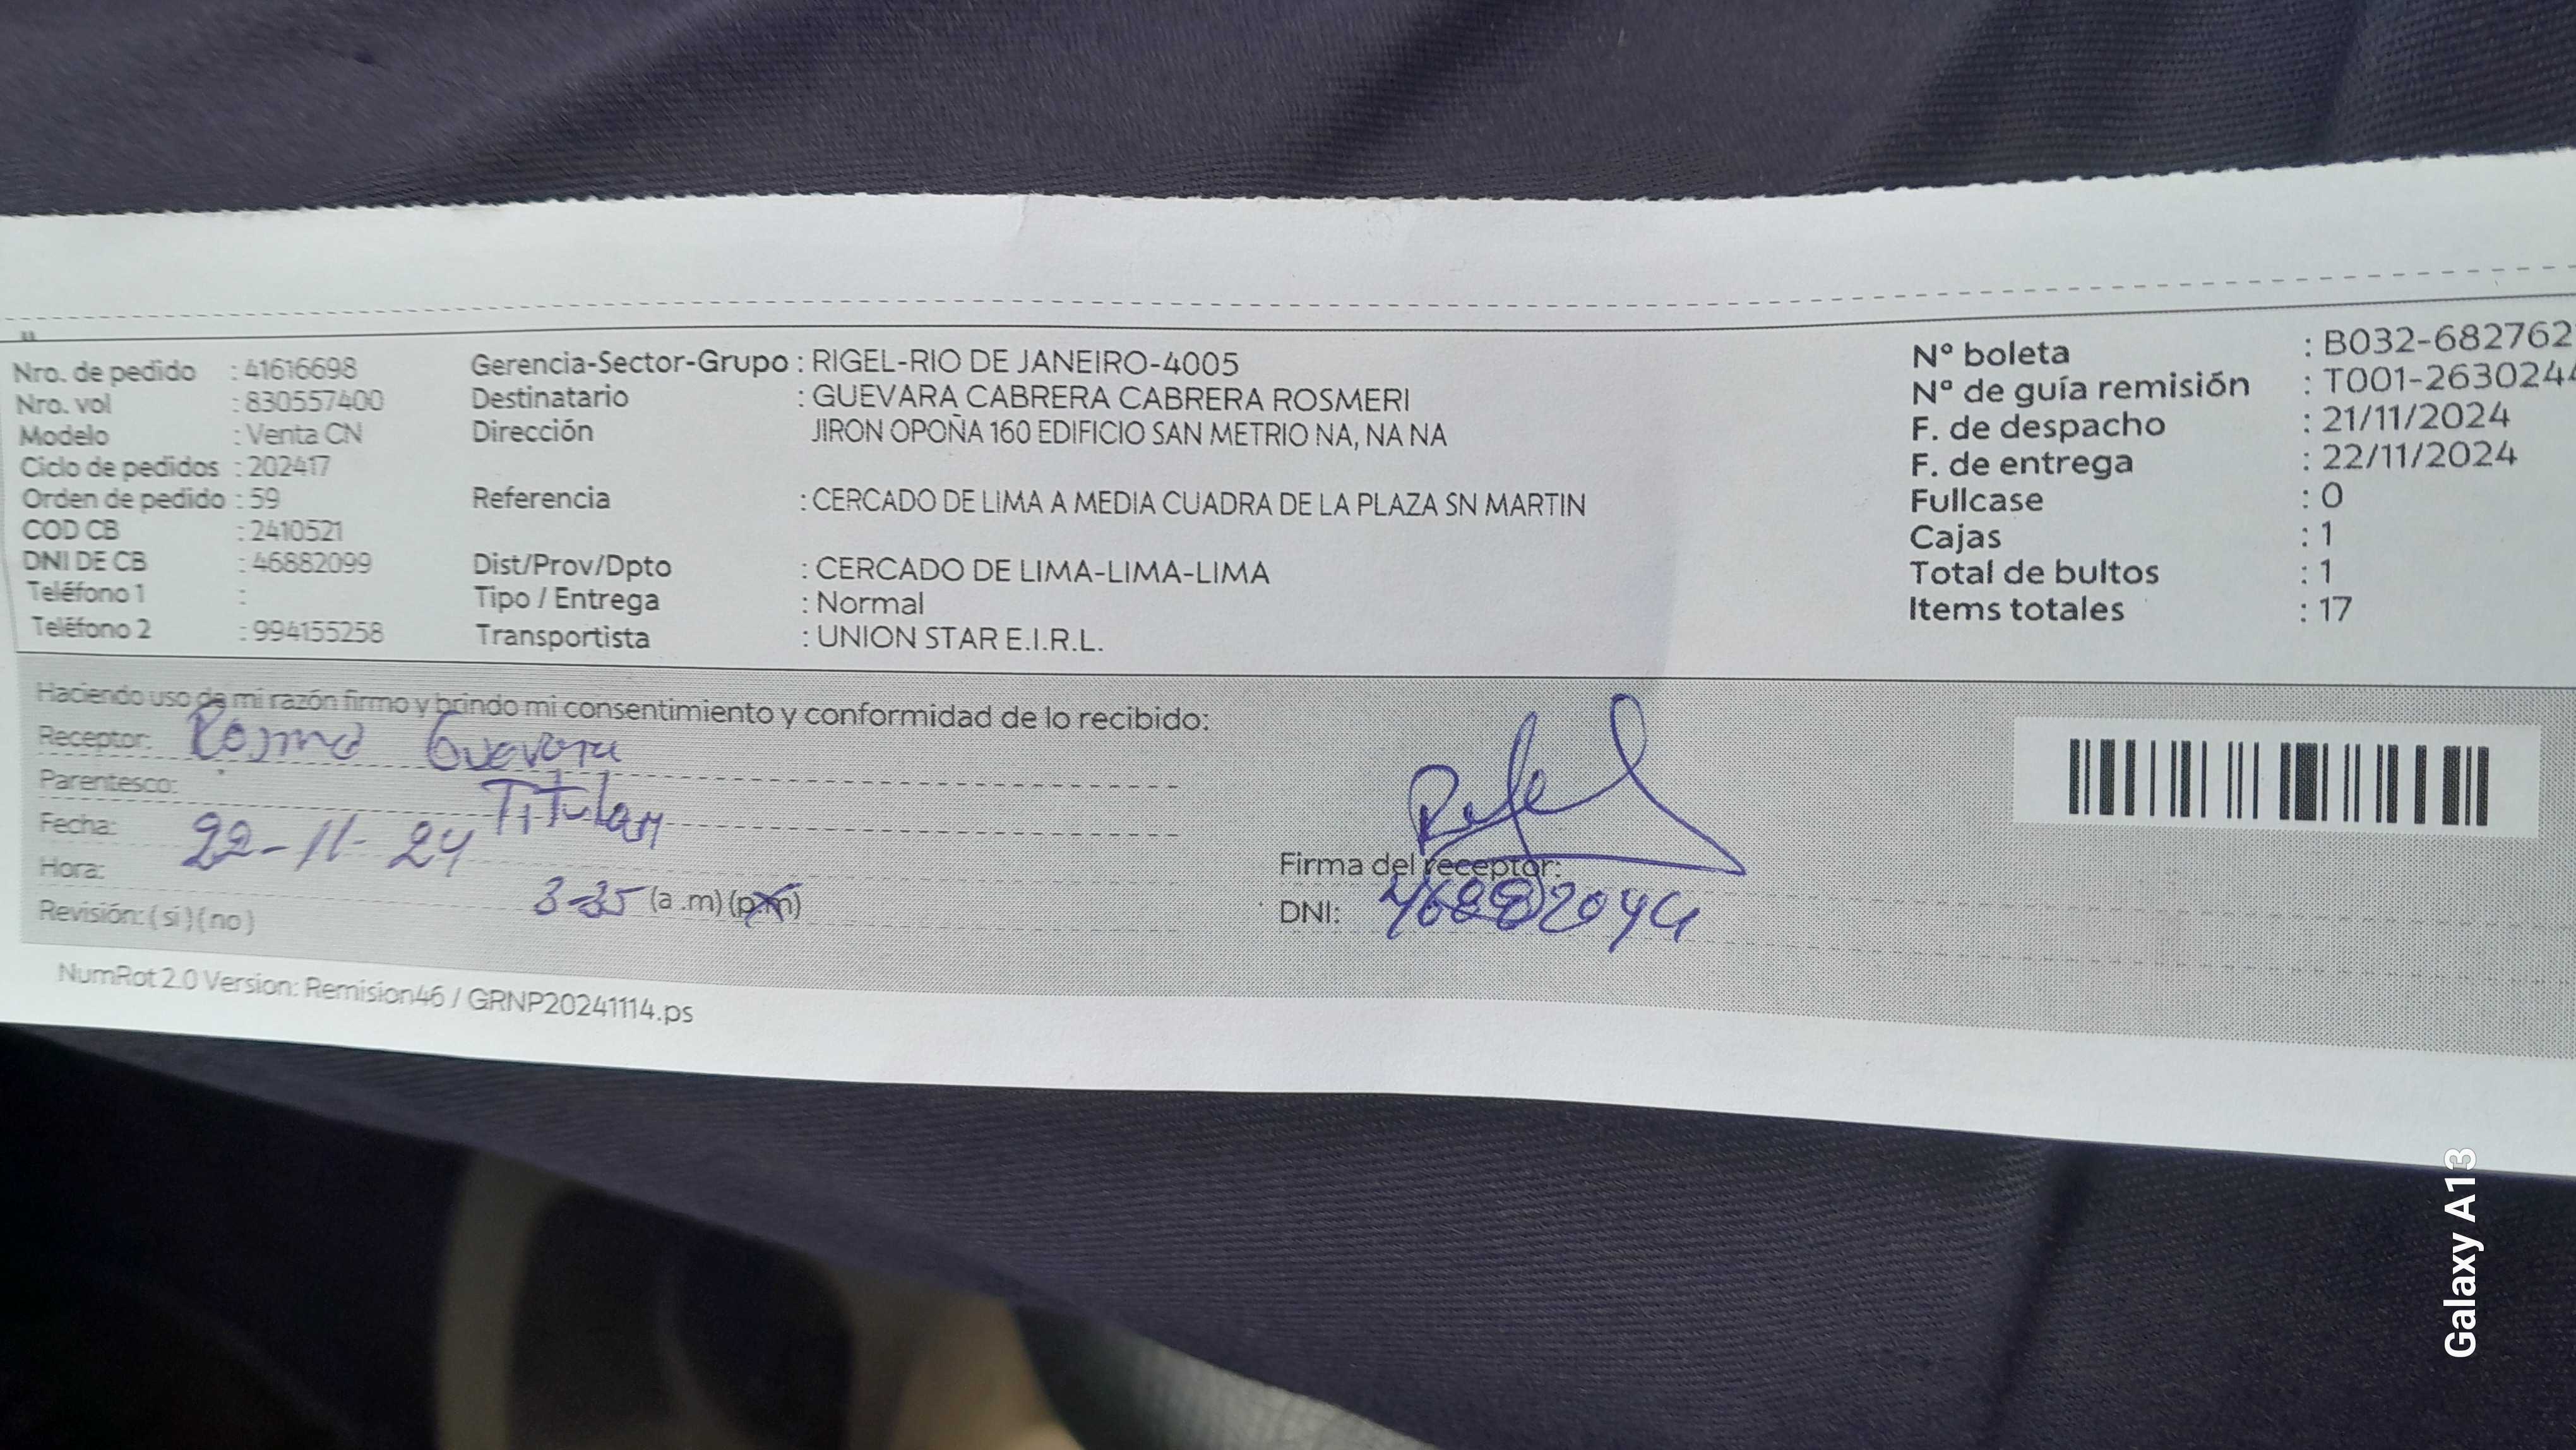 Nro. de pedido : 41616698
Nro. vol : 830557400
Modelo : Venta CN
Ciclo de pedidos : 202417
Orden de pedido : 59
COD CB : 2410521
DNI DE CB : 46882099
Teléfono 1 :
Teléfono 2 : 994155258
Gerencia-Sector-Grupo : RIGEL-RIO DE JANEIRO-4005
Destinatario : GUEVARA CABRERA CABRERA ROSMERI
Dirección JIRON OPOÑA 160 EDIFICIO SAN METRIO NA, NA NA
Referencia : CERCADO DE LIMA A MEDIA CUADRA DE LA PLAZA SN MARTIN
Dist/Prov/Dpto : CERCADO DE LIMA-LIMA-LIMA
Tipo / Entrega : Normal
Transportista : UNION STAR E.I.R.L.
Nº boleta : B032-682762
Nº de guía remisión : T001-2630244
F. de despacho : 21/11/2024
F. de entrega : 22/11/2024
Fullcase : 0
Cajas : 1
Total de bultos : 1
Items totales : 17
Haciendo uso de mi razón firmo y brindo mi consentimiento y conformidad de lo recibido:
Receptor: Guevara
Parentesco: Titular
Fecha: 22-11-24
Hora: 3-35 (a.m) (p.m)
Revisión: (si) (no)
Firma del receptor:
DNI:
NumRot 2.0 Version: Remision46 / GRNP20241114.ps
Galaxy A13